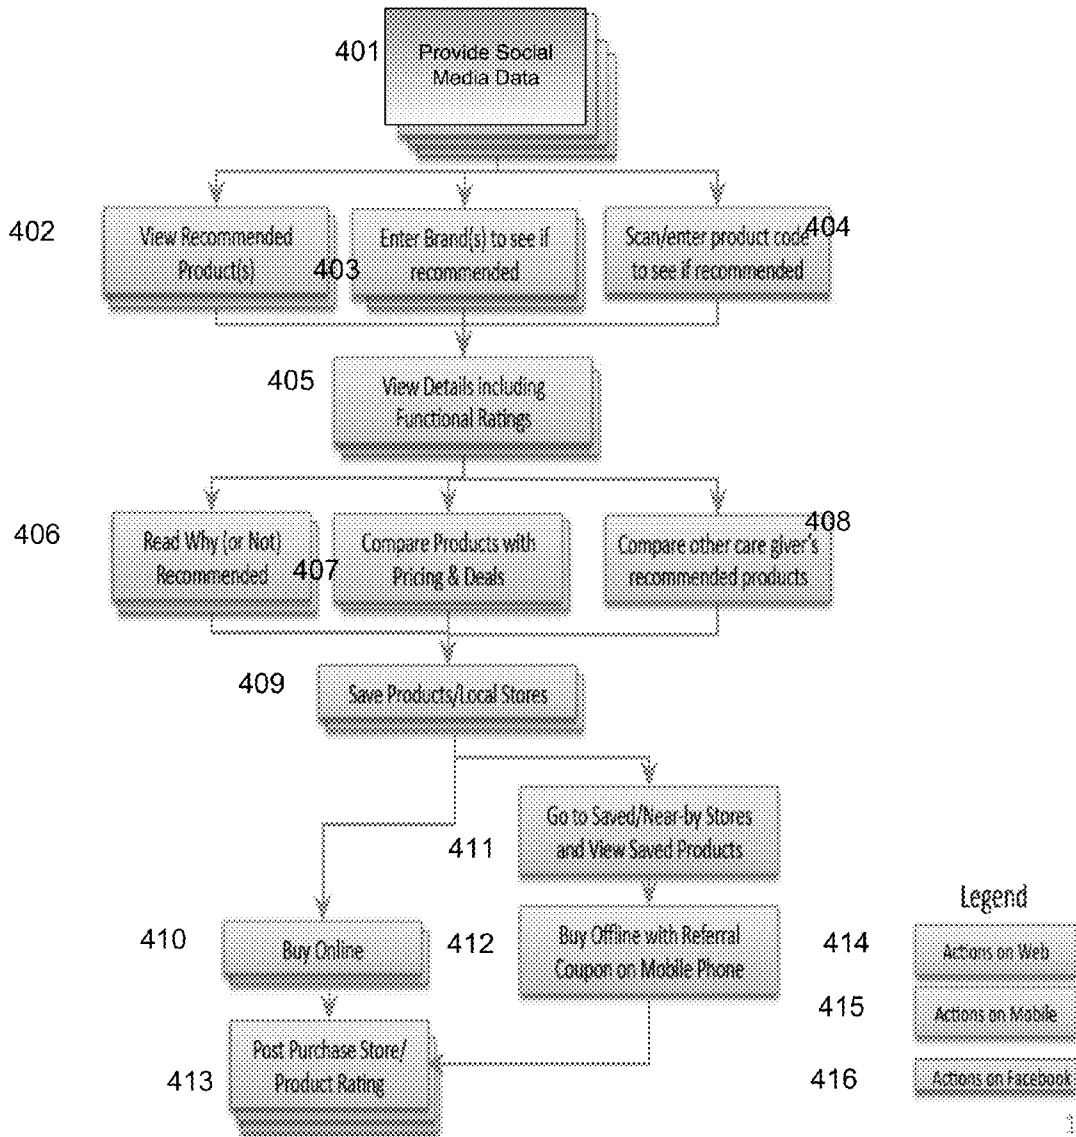 401
Provide Social
Media Data
402
View Recommended
Product(s)
403
Enter Brand(s) to see if
recommended
404
Scan/enter product code
to see if recommended
405
View Details including
Functional Ratings
406
Read Why (or Not)
Recommended
407
Compare Products with
Pricing & Deals
408
Compare other care giver's
recommended products
409
Save Products/Local Stores
411
Go to Saved/Near-by Stores
and View Saved Products
410
Buy Online
412
Buy Offline with Referral
Coupon on Mobile Phone
413
Post Purchase Store/
Product Rating
Legend
414
Actions on Web
415
Actions on Mobile
416
Actions on Facebook